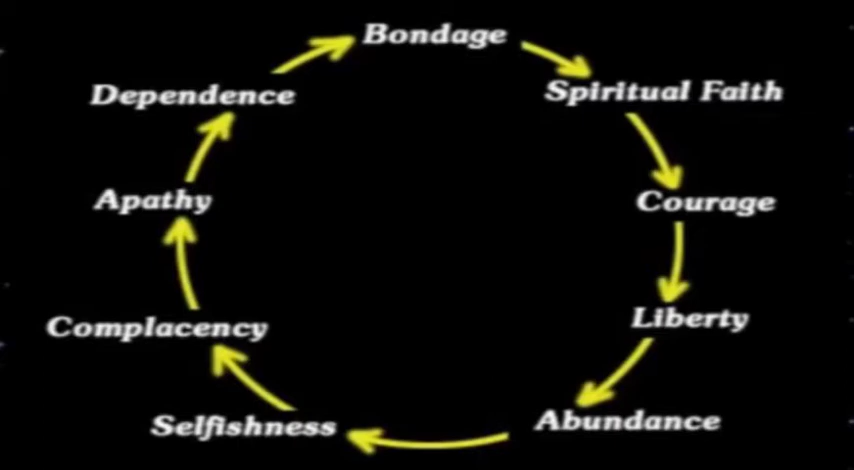 Bondage
Spiritual Faith
Courage
Liberty
Abundance
Selfishness
Complacency
Apathy
Dependence